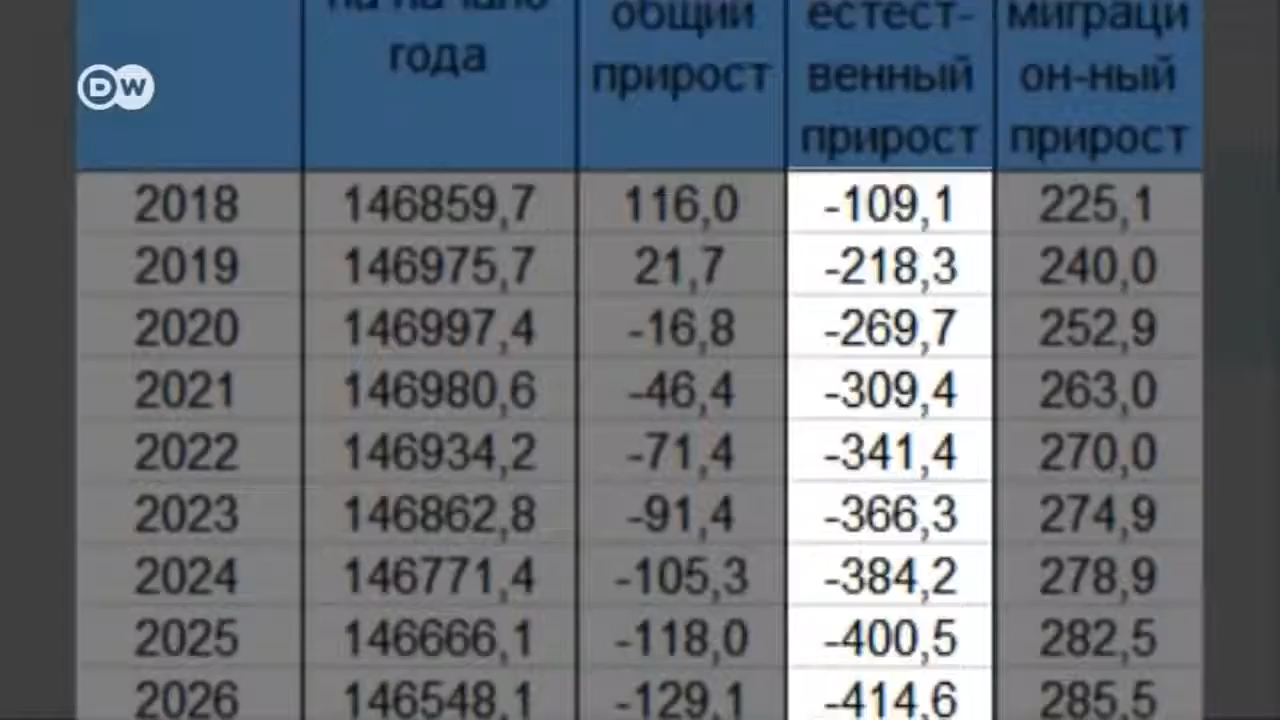 DW
на начало
года
общий
прирост
естест-
венный
прирост
миграци
он-ный
прирост
2018 146859,7 116,0 -109,1 225,1
2019 146975,7 21,7 -218,3 240,0
2020 146997,4 -16,8 -269,7 252,9
2021 146980,6 -46,4 -309,4 263,0
2022 146934,2 -71,4 -341,4 270,0
2023 146862,8 -91,4 -366,3 274,9
2024 146771,4 -105,3 -384,2 278,9
2025 146666,1 -118,0 -400,5 282,5
2026 146548,1 -129,1 -414,6 285,5